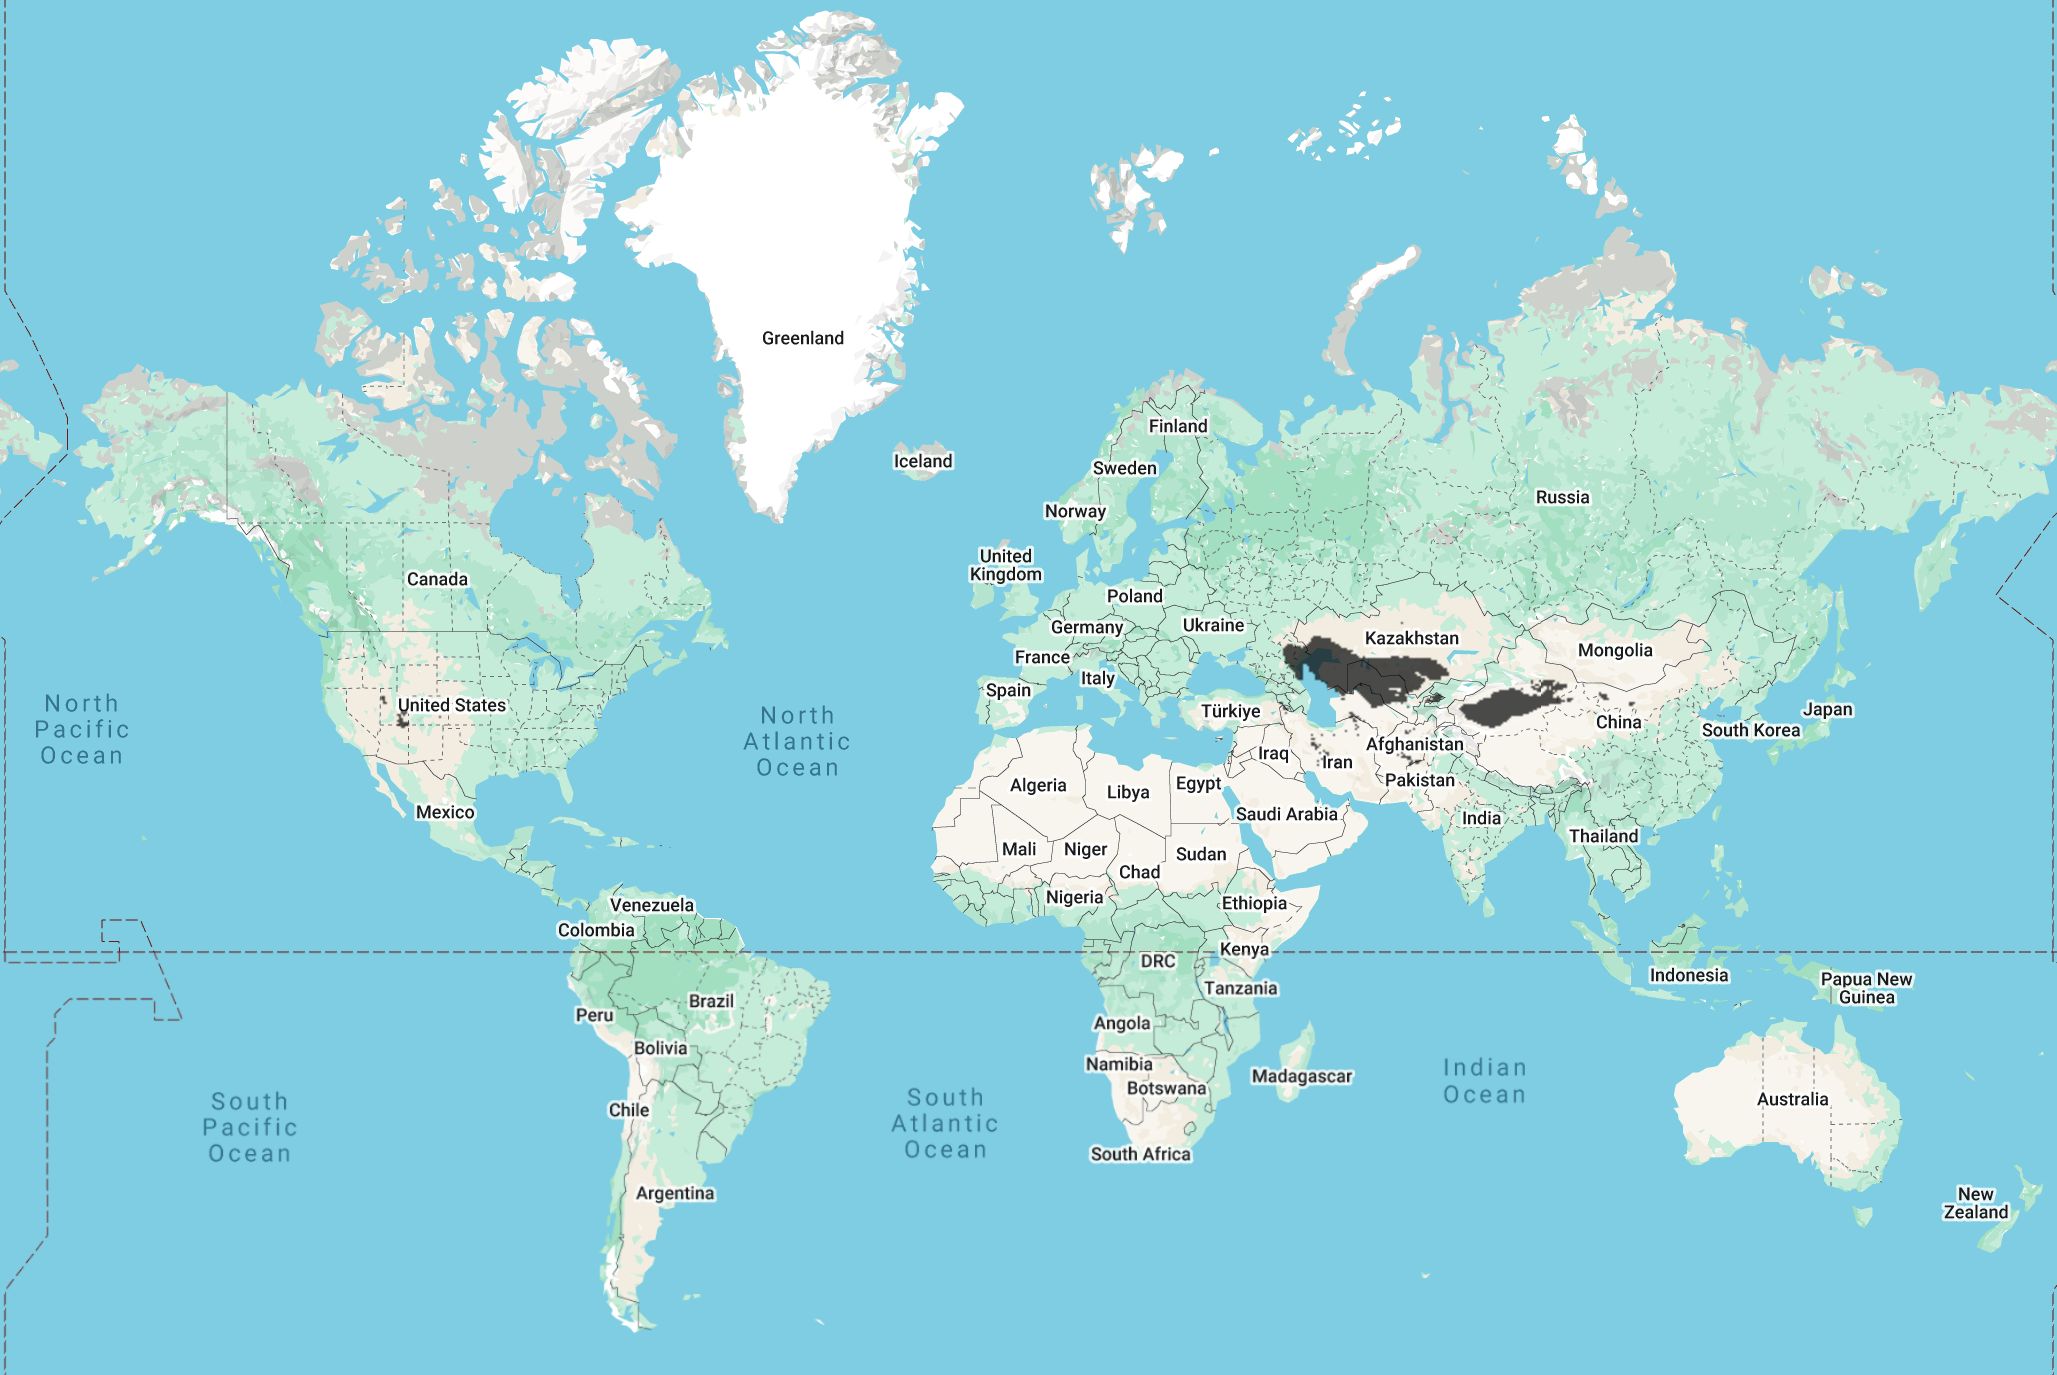 Greenland
Finland
Iceland
Sweden
Russia
Norway
United
Kingdom
Canada
Poland
Germany
Ukraine
Kazakhstan
Mongolia
France
Italy
Spain
North
Pacific
Ocean
United States
North
Atlantic
Ocean
Türkiye
China
Japan
South Korea
Iraq
Iran
Afghanistan
Pakistan
Algeria
Libya
Egypt
Saudi Arabia
Mexico
India
Thailand
Mali
Niger
Chad
Sudan
Nigeria
Ethiopia
Venezuela
Colombia
Kenya
DRC
Tanzania
Indonesia
Papua New
Guinea
Brazil
Peru
Angola
Bolivia
Namibia
Botswana
Madagascar
Indian
Ocean
Australia
Chile
South
Pacific
Ocean
South
Atlantic
Ocean
South Africa
Argentina
New
Zealand